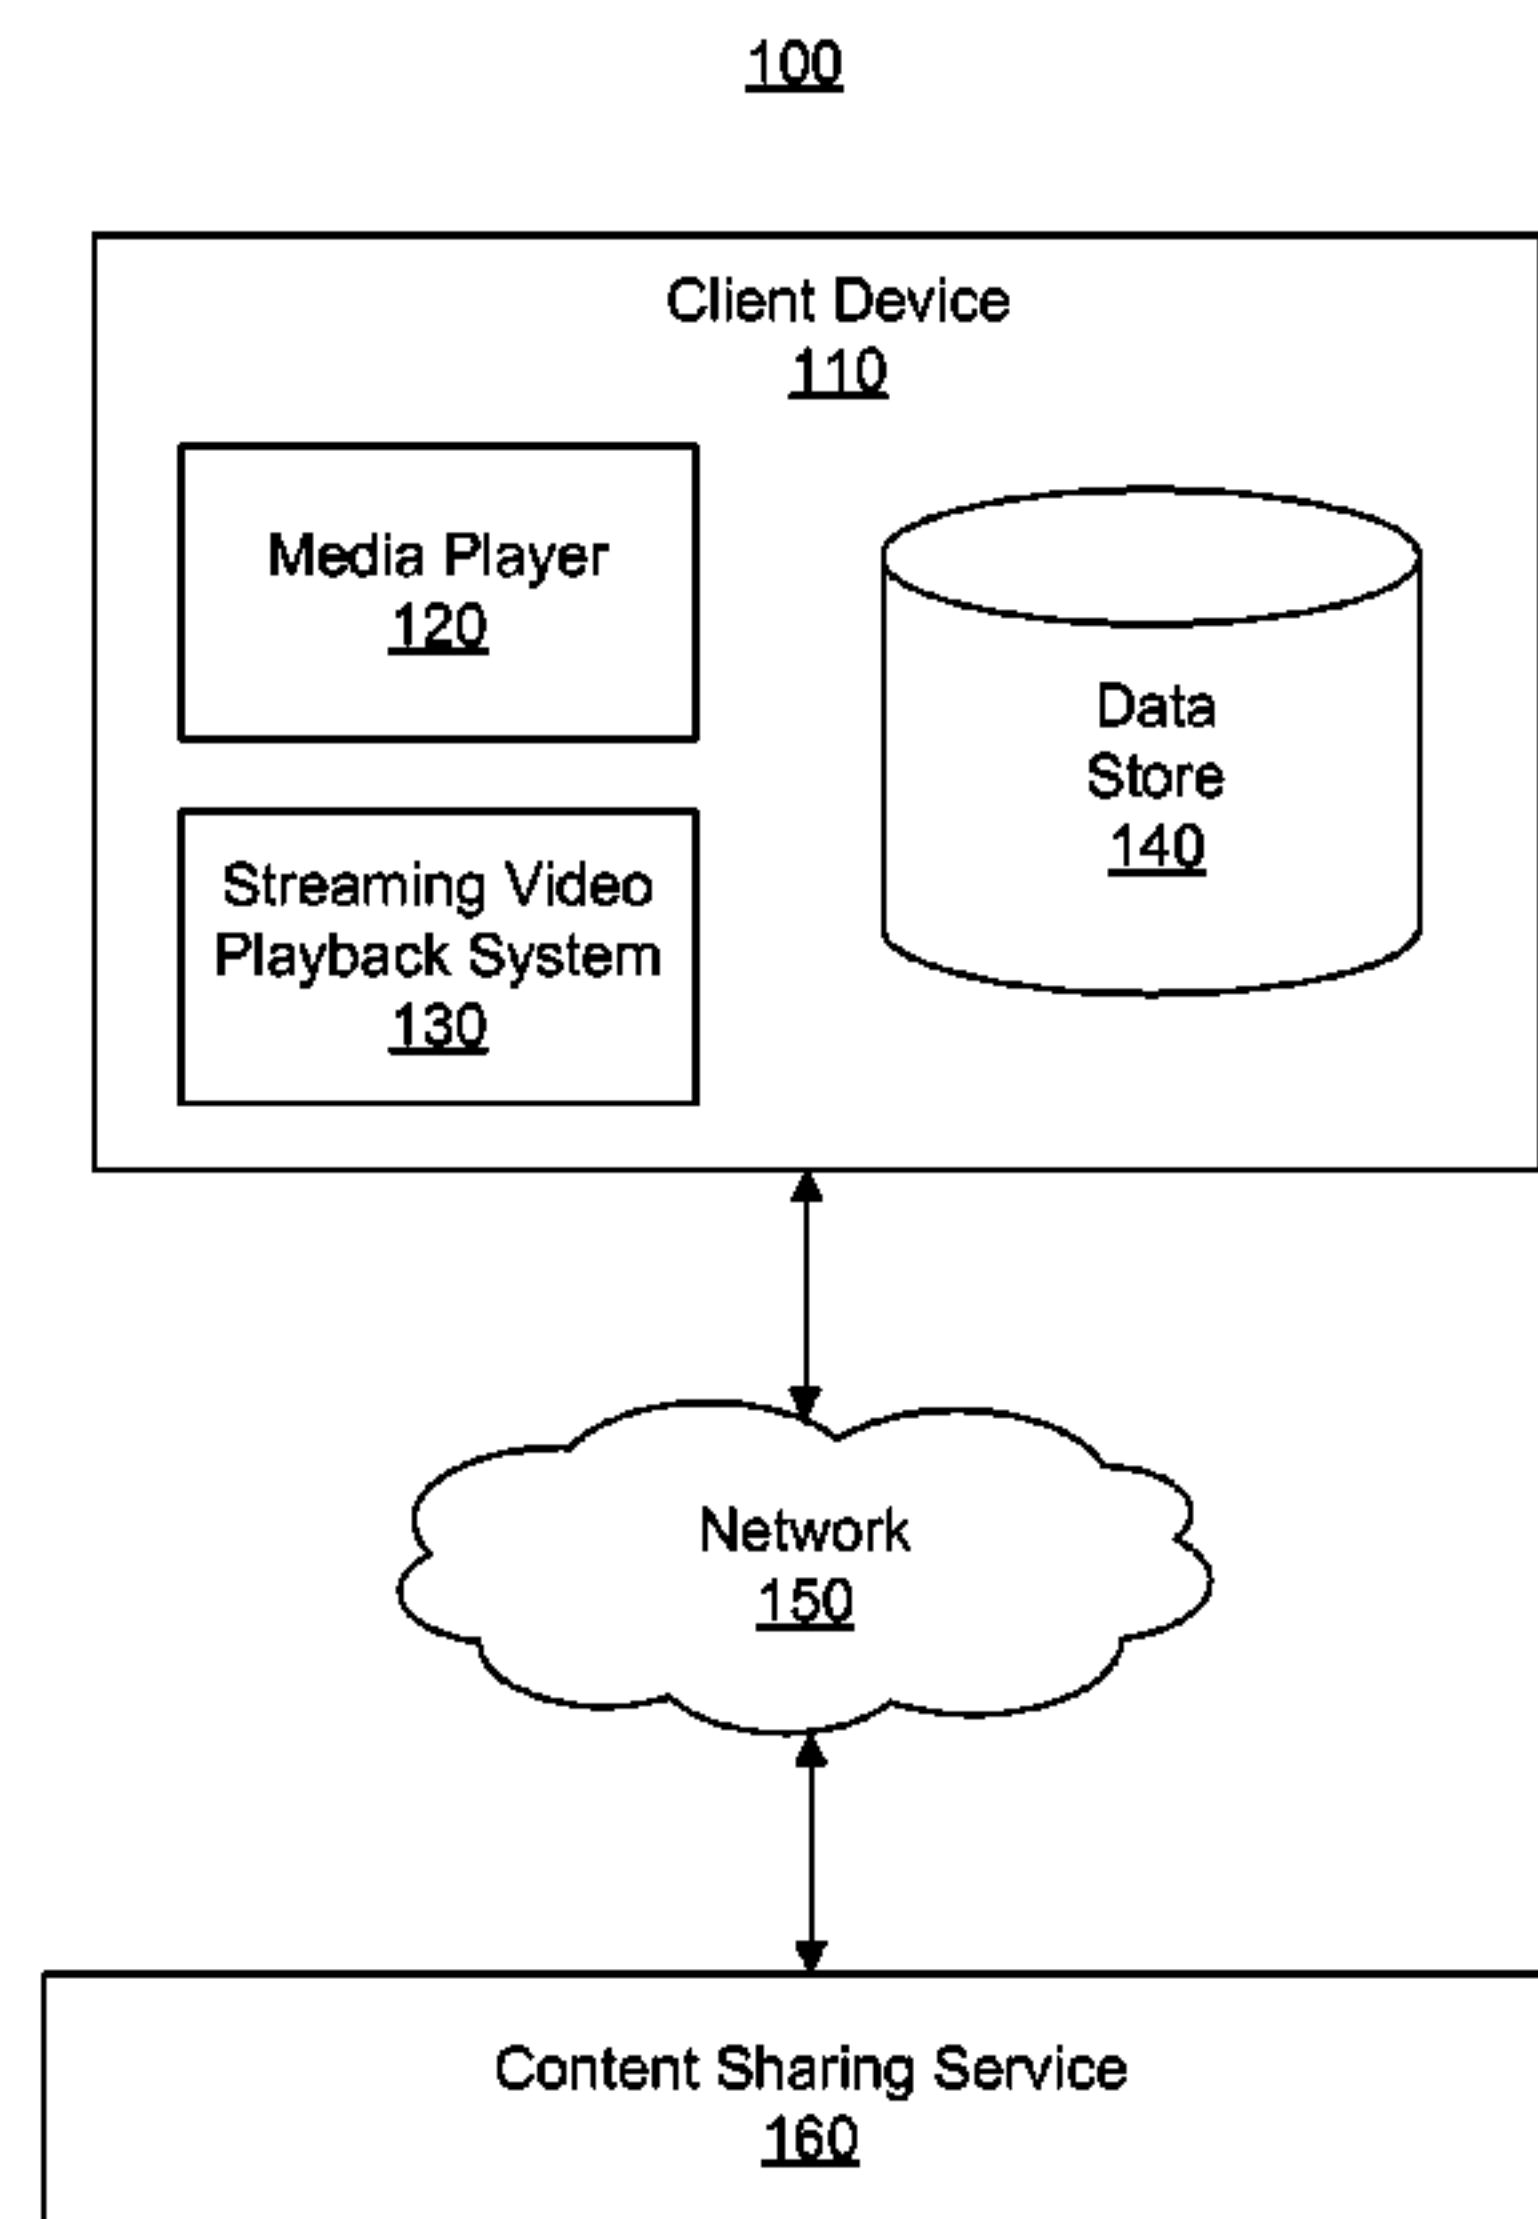 100
Client Device
110
Media Player
120
Streaming Video
Playback System
130
Data
Store
140
Network
150
Content Sharing Service
160